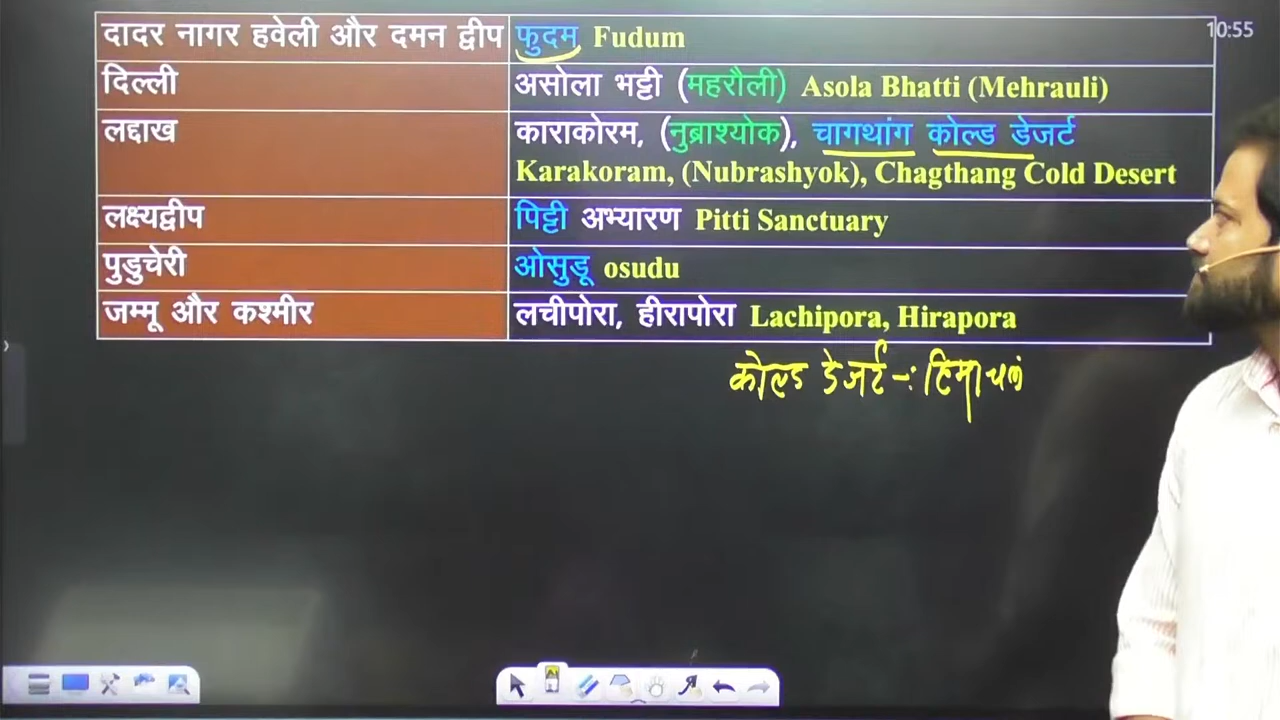 10:55
दादर नागर हवेली और दमन द्वीप फुदम Fudum
दिल्ली असोला भट्टी (महरौली) Asola Bhatti (Mehrauli)
लद्दाख काराकोरम, (नुब्राश्योक), चागथांग कोल्ड डेजर्ट
Karakoram, (Nubrashyok), Chagthang Cold Desert
लक्ष्यद्वीप पिट्टी अभ्यारण Pitti Sanctuary
पुडुचेरी ओसुडू osudu
जम्मू और कश्मीर लचीपोरा, हीरापोरा Lachipora, Hirapora
कोल्ड डेजर्ट -: हिमाचल